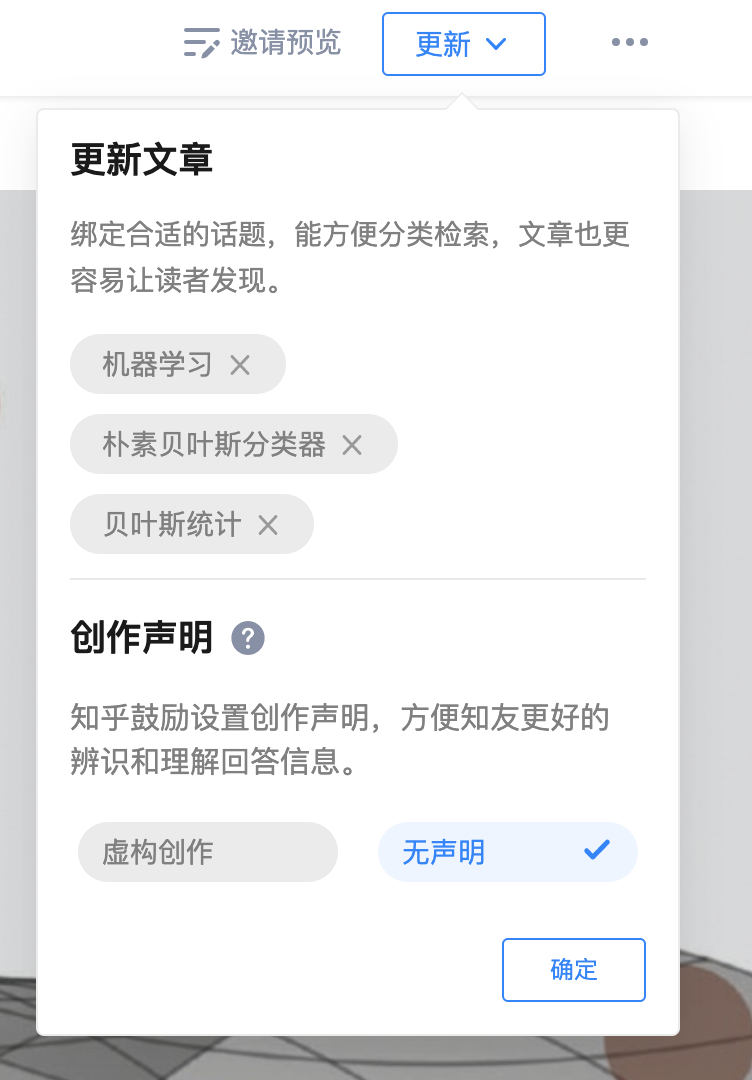 邀请预览 更新
更新文章
绑定合适的话题，能方便分类检索，文章也更
容易让读者发现。
机器学习
朴素贝叶斯分类器
贝叶斯统计
创作声明 ?
知乎鼓励设置创作声明，方便知友更好的
辨识和理解回答信息。
虚构创作 无声明
确定